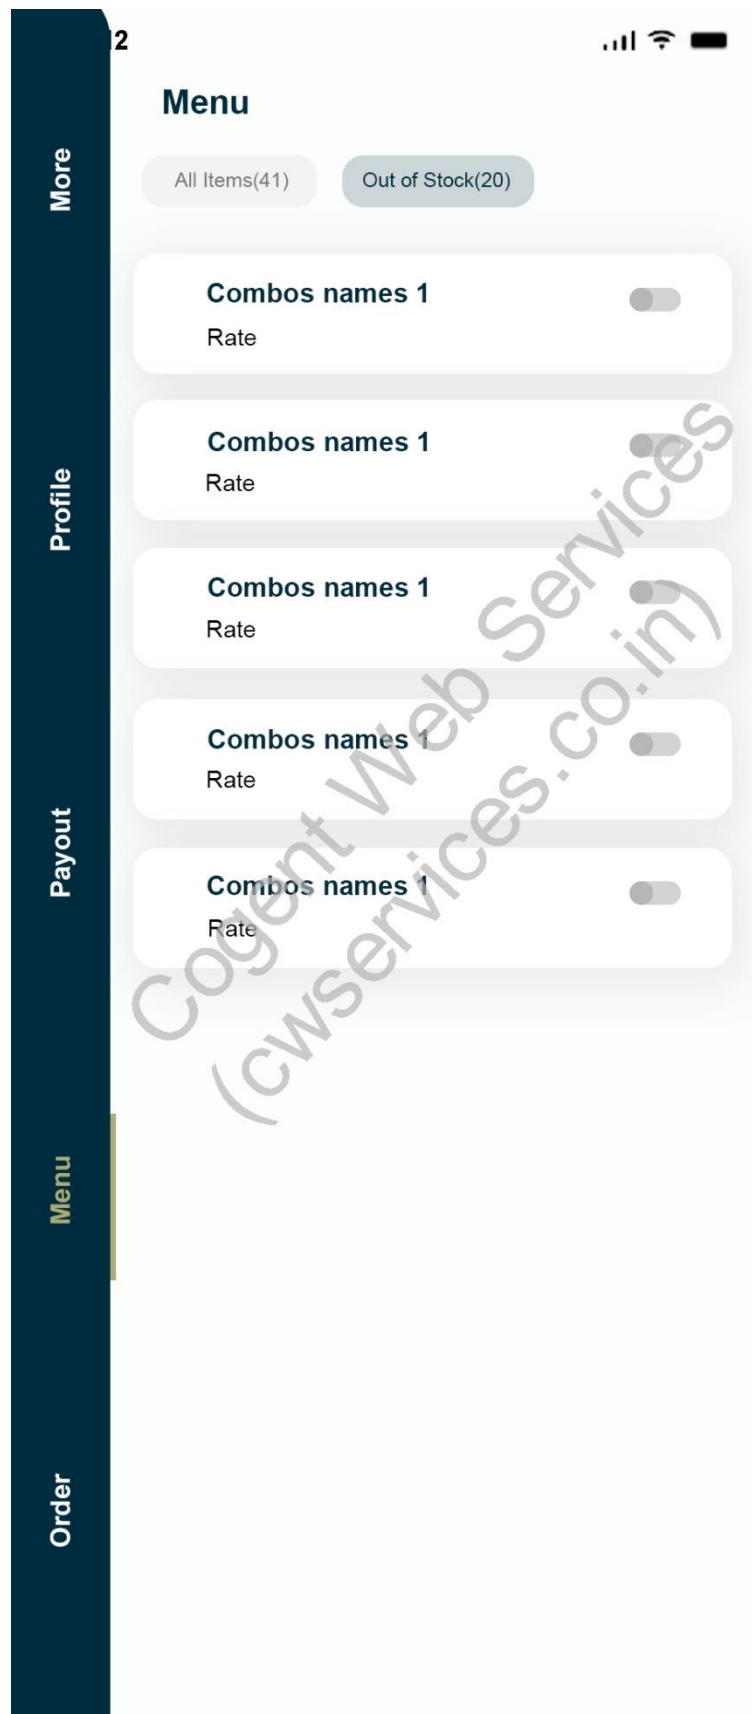 12
Menu
All Items(41)
Out of Stock(20)
Combos names 1
Rate
Combos names 1
Rate
Combos names 1
Rate
Combos names 1
Rate
Combos names 1
Rate
More
Profile
Payout
Menu
Order
Cogent Web Services
(cwservices.co.in)